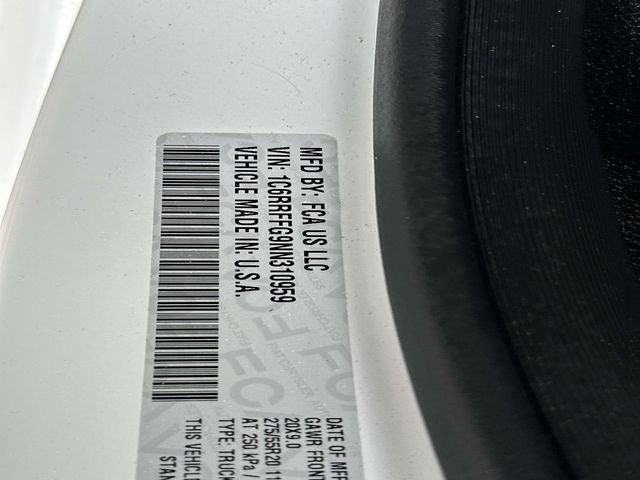 MFD BY: FCA US LLC
VIN: 1C6RRFFG9NN310959
VEHICLE MADE IN: U.S.A.
DATE OF MFR
GAWR FRONT
20X9.0
275/55R20
AT 250 kPa /
TYPE: TRUCK
THIS VEHICLE
STAN